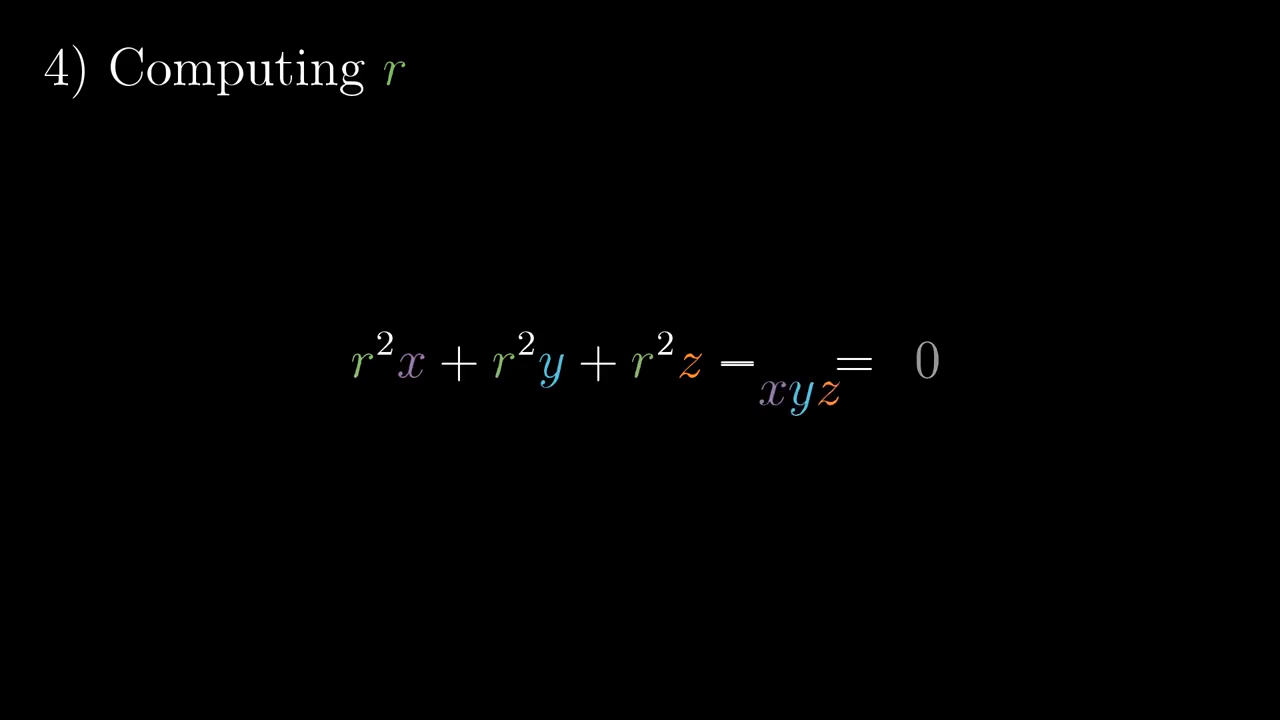 4) Computing r
r²x + r²y + r²z − xyz = 0